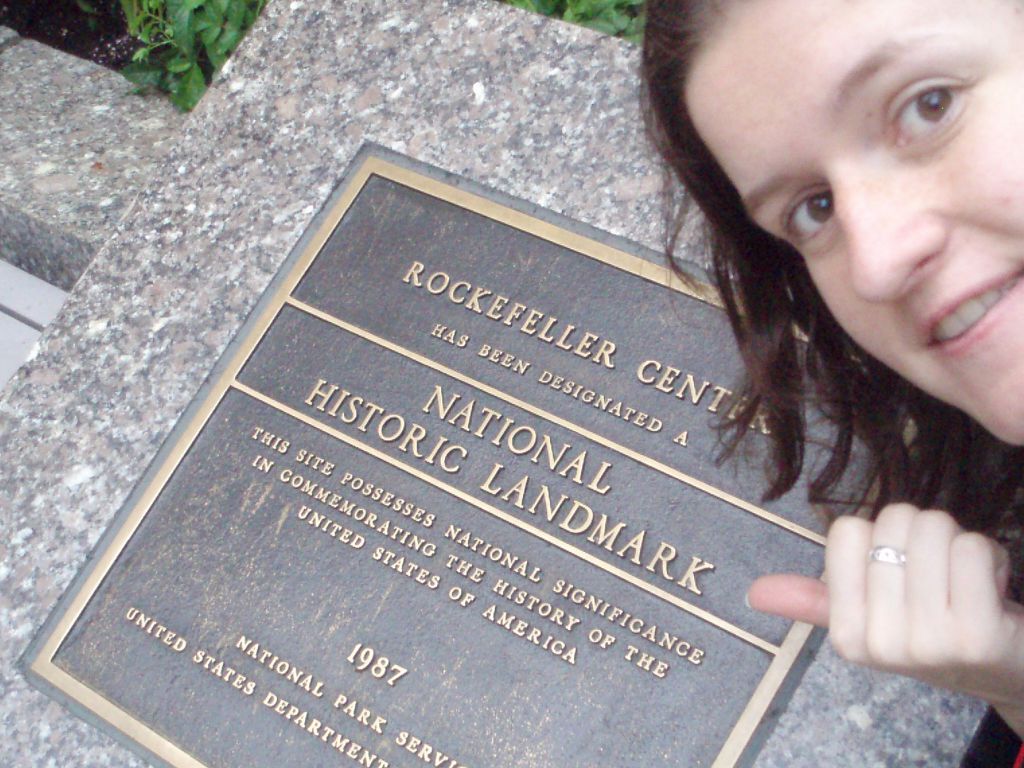 ROCKEFELLER CENTER
HAS BEEN DESIGNATED A
NATIONAL
HISTORIC LANDMARK
THIS SITE POSSESSES NATIONAL SIGNIFICANCE
IN COMMEMORATING THE HISTORY OF THE
UNITED STATES OF AMERICA
1987
NATIONAL PARK SERVIC
UNITED STATES DEPARTMENT